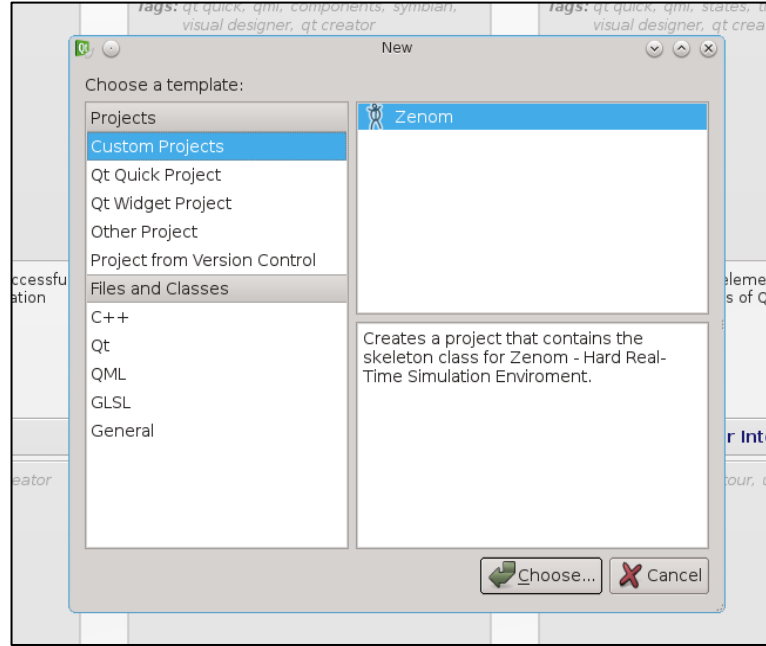 Tags: qt quick, qml, components, symbian,
visual designer, qt creator
Tags: qt quick, qml, states,
visual designer, qt crea
New
Choose a template:
Projects
Custom Projects
Qt Quick Project
Qt Widget Project
Other Project
Project from Version Control
Files and Classes
C++
Qt
QML
GLSL
General
Zenom
Creates a project that contains the
skeleton class for Zenom - Hard Real-
Time Simulation Enviroment.
Choose...
Cancel
ccessfu
ation
eleme
s of Q
r Int
eator
our,